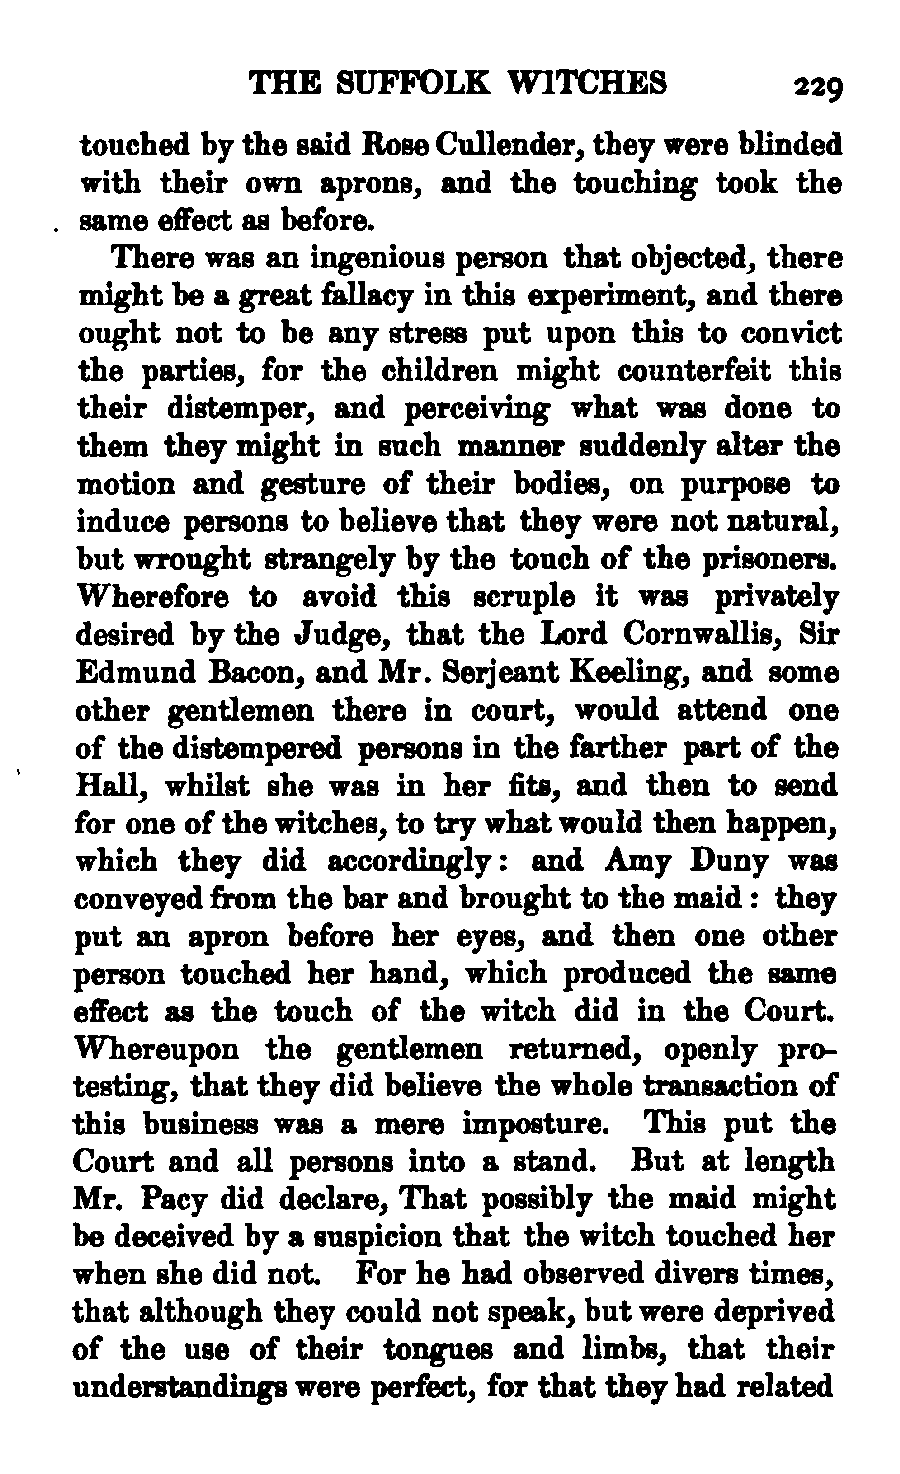 THE SUFFOLK WITCHES 229
touched by the said Rose Cullender, they were blinded
with their own aprons, and the touching took the
same effect as before.
There was an ingenious person that objected, there
might be a great fallacy in this experiment, and there
ought not to be any stress put upon this to convict
the parties, for the children might counterfeit this
their distemper, and perceiving what was done to
them they might in such manner suddenly alter the
motion and gesture of their bodies, on purpose to
induce persons to believe that they were not natural,
but wrought strangely by the touch of the prisoners.
Wherefore to avoid this scruple it was privately
desired by the Judge, that the Lord Cornwallis, Sir
Edmund Bacon, and Mr. Serjeant Keeling, and some
other gentlemen there in court, would attend one
of the distempered persons in the farther part of the
Hall, whilst she was in her fits, and then to send
for one of the witches, to try what would then happen,
which they did accordingly: and Amy Duny was
conveyed from the bar and brought to the maid: they
put an apron before her eyes, and then one other
person touched her hand, which produced the same
effect as the touch of the witch did in the Court.
Whereupon the gentlemen returned, openly pro-
testing, that they did believe the whole transaction of
this business was a mere imposture. This put the
Court and all persons into a stand. But at length
Mr. Pacy did declare, That possibly the maid might
be deceived by a suspicion that the witch touched her
when she did not. For he had observed divers times,
that although they could not speak, but were deprived
of the use of their tongues and limbs, that their
understandings were perfect, for that they had related